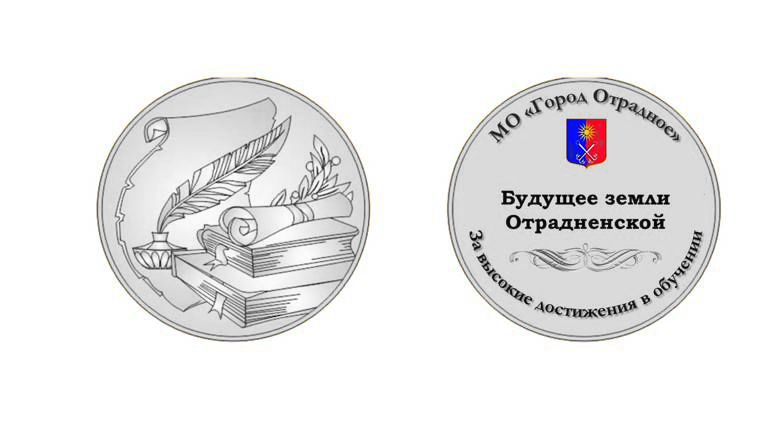 МО «Город Отрадное»
Будущее земли
Отрадненской
За высокие достижения в обучении